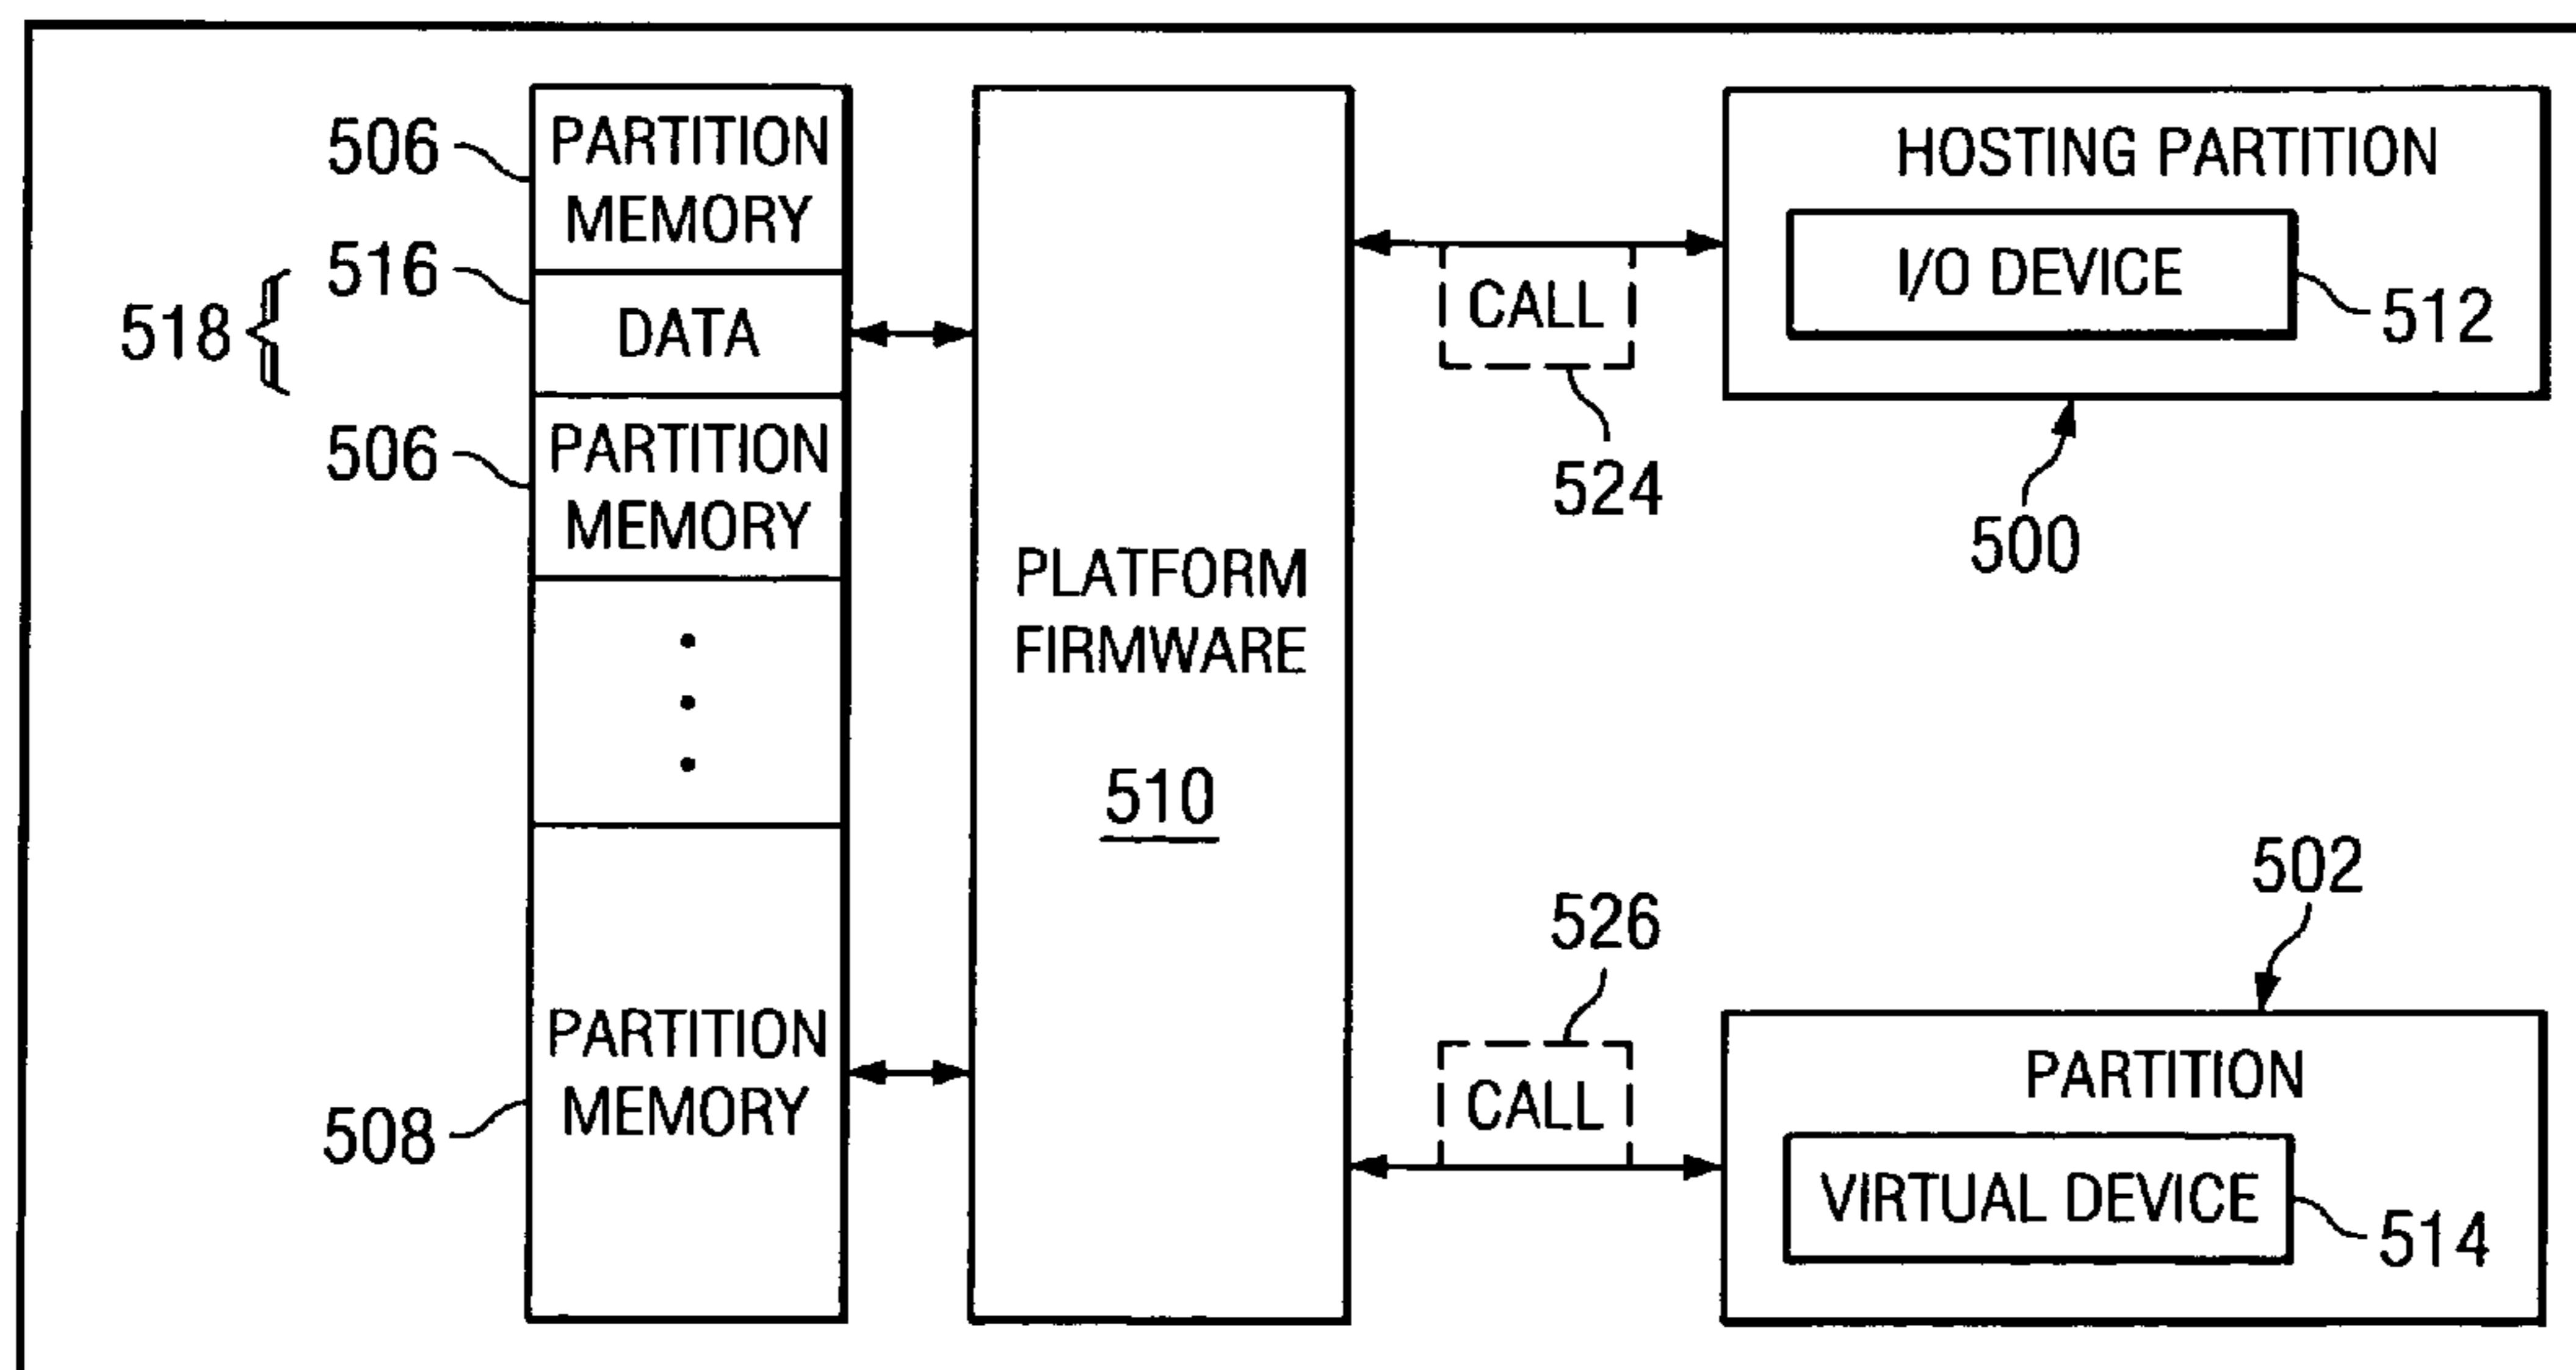 506
PARTITION
MEMORY
518
516
DATA
506
PARTITION
MEMORY
508
PARTITION
MEMORY
PLATFORM
FIRMWARE
510
CALL
524
HOSTING PARTITION
I/O DEVICE
512
500
526
CALL
502
PARTITION
VIRTUAL DEVICE
514